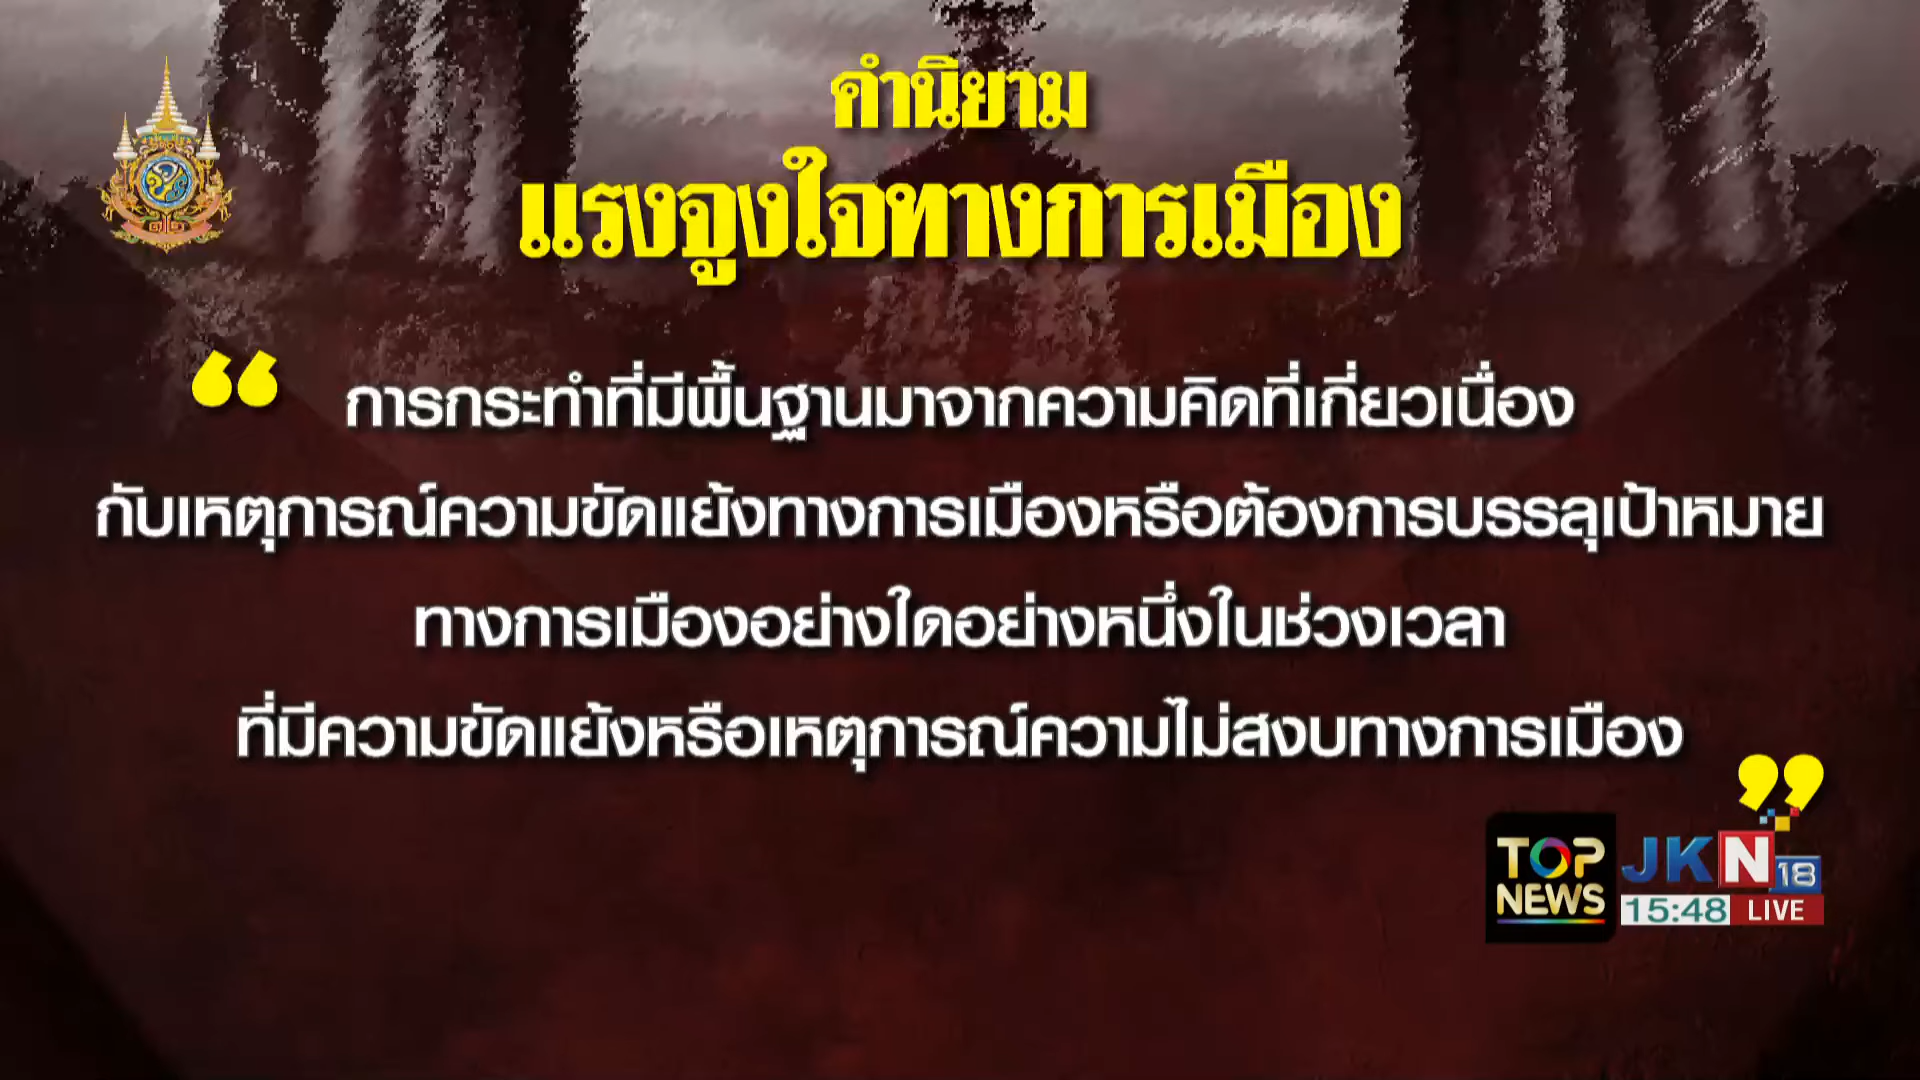 คำนิยาม
แรงจูงใจทางการเมือง
“ การกระทำที่มีพื้นฐานมาจากความคิดที่เกี่ยวเนื่อง
กับเหตุการณ์ความขัดแย้งทางการเมืองหรือต้องการบรรลุเป้าหมาย
ทางการเมืองอย่างใดอย่างหนึ่งในช่วงเวลา
ที่มีความขัดแย้งหรือเหตุการณ์ความไม่สงบทางการเมือง ”
TOP NEWS
JKN18
15:48 LIVE